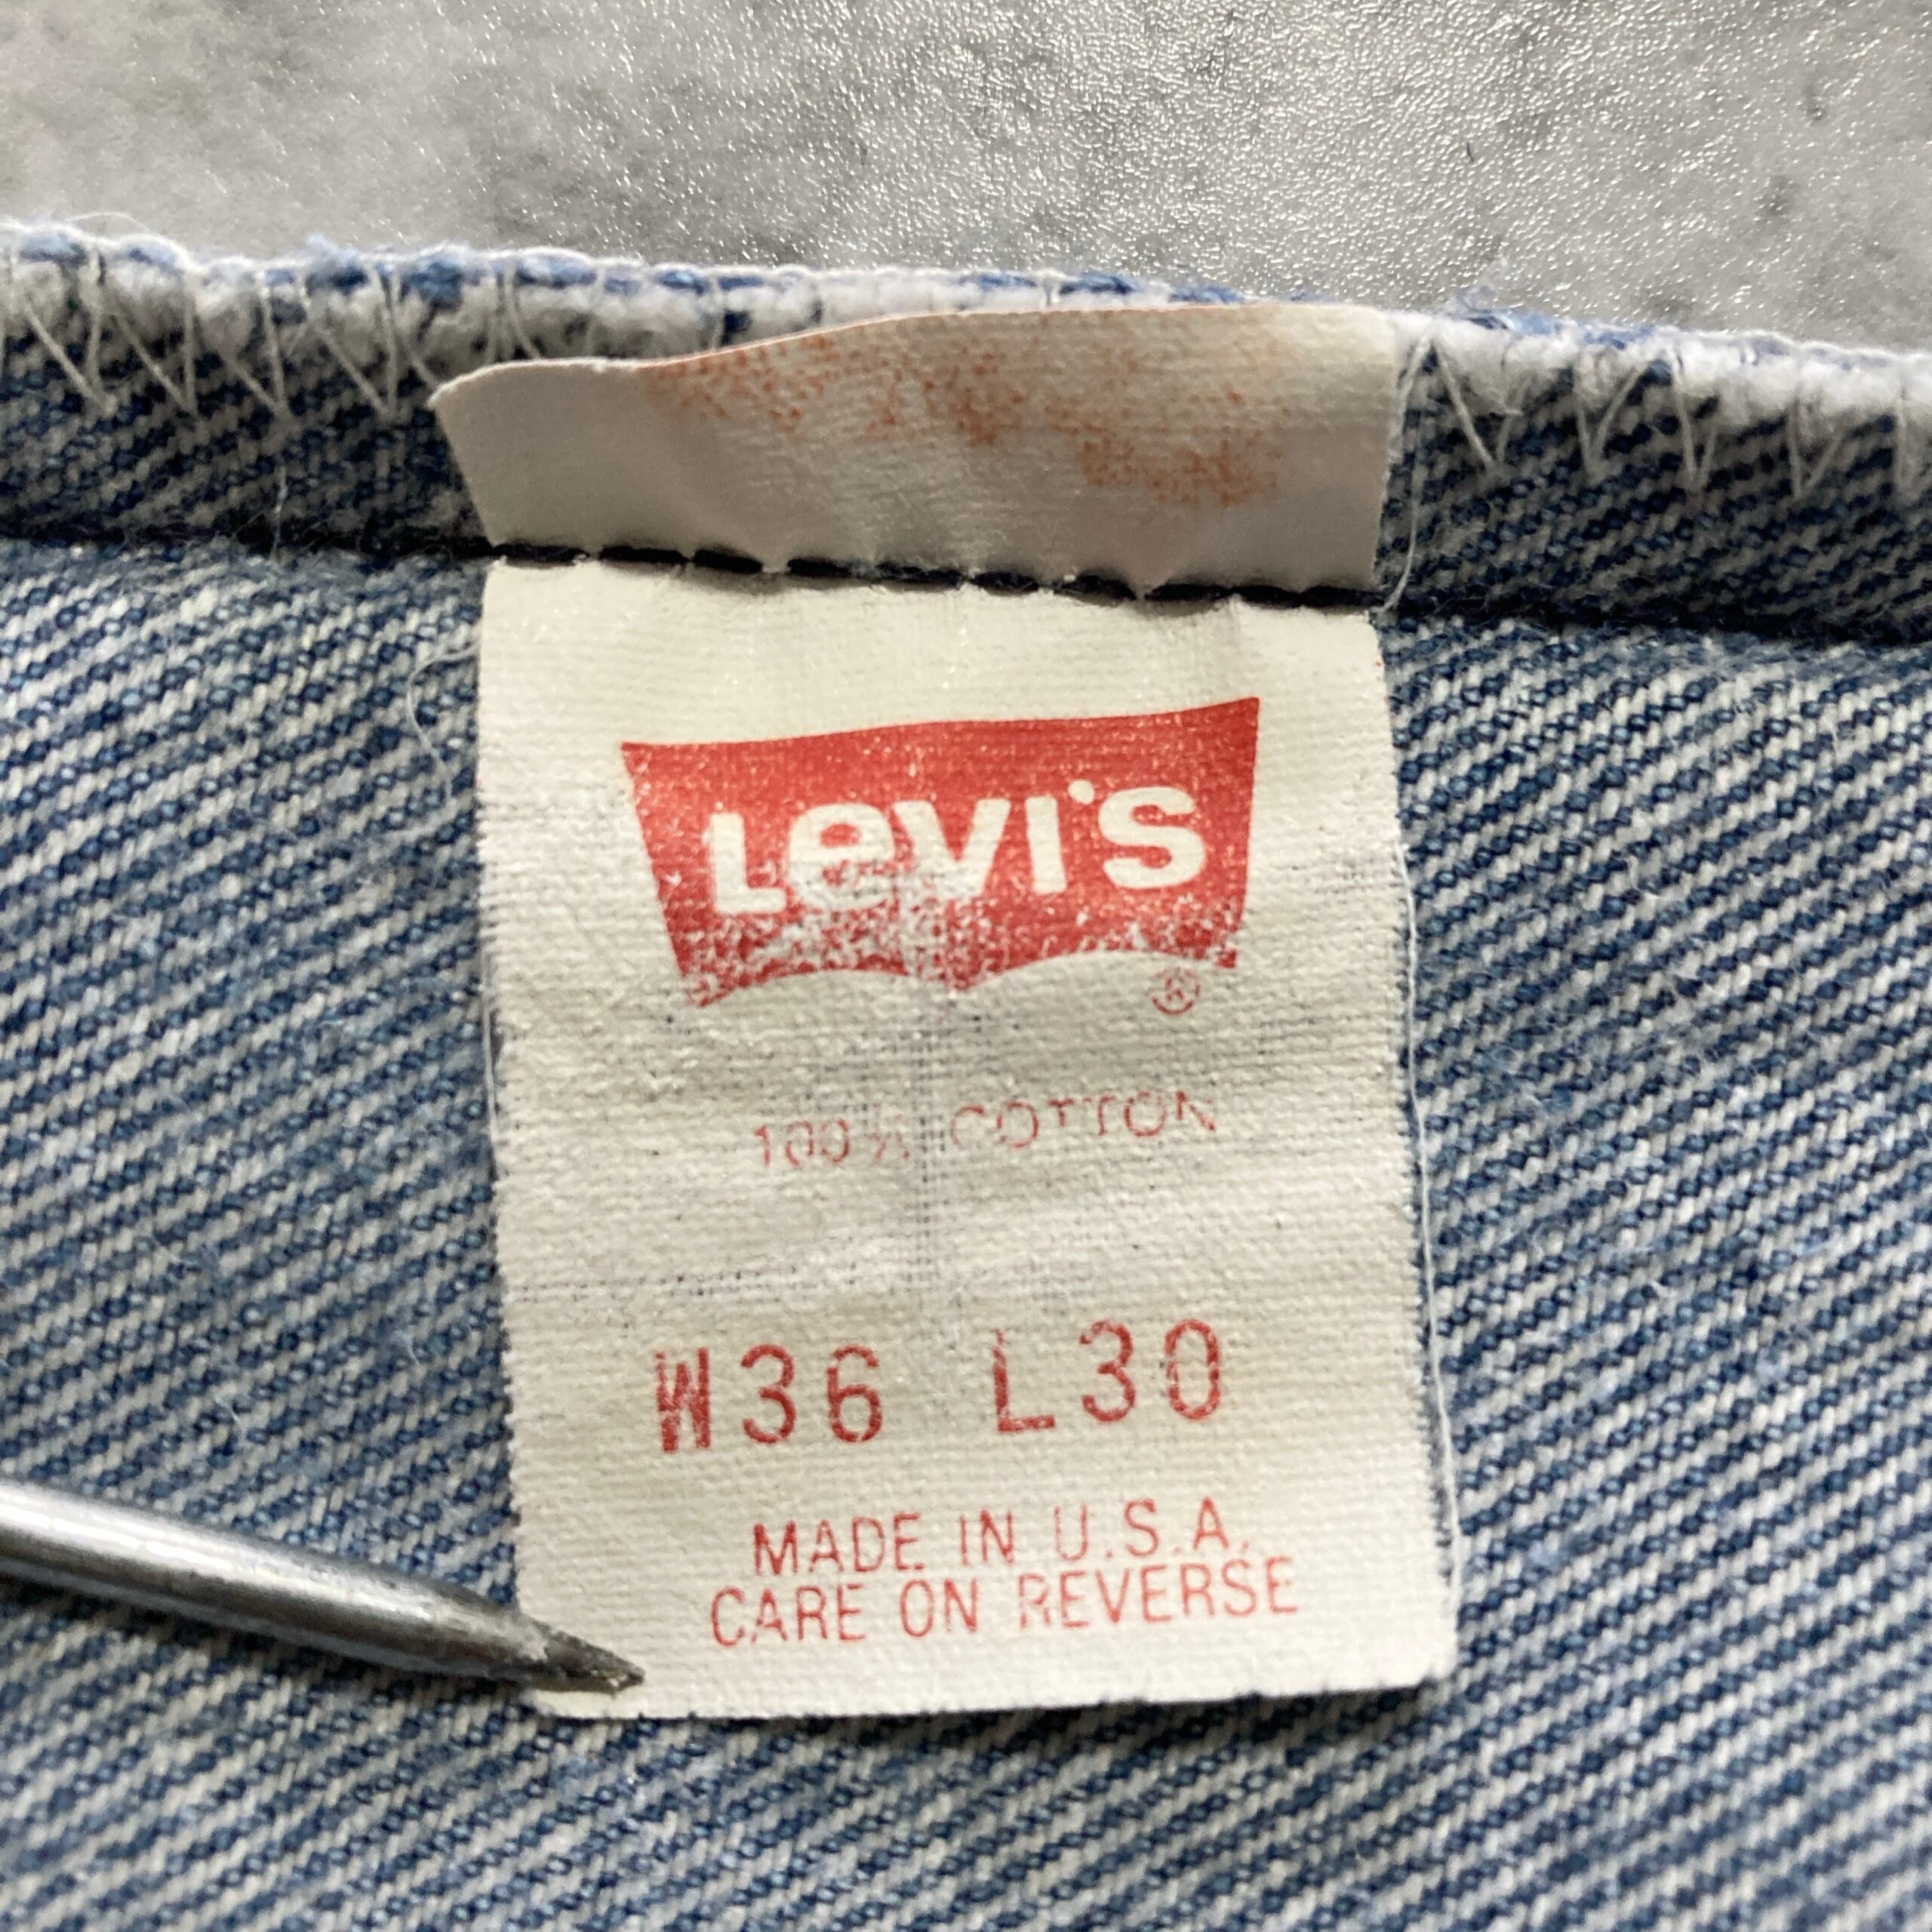 LeVI'S
®
100% COTTON
W36 L30
MADE IN U.S.A.
CARE ON REVERSE